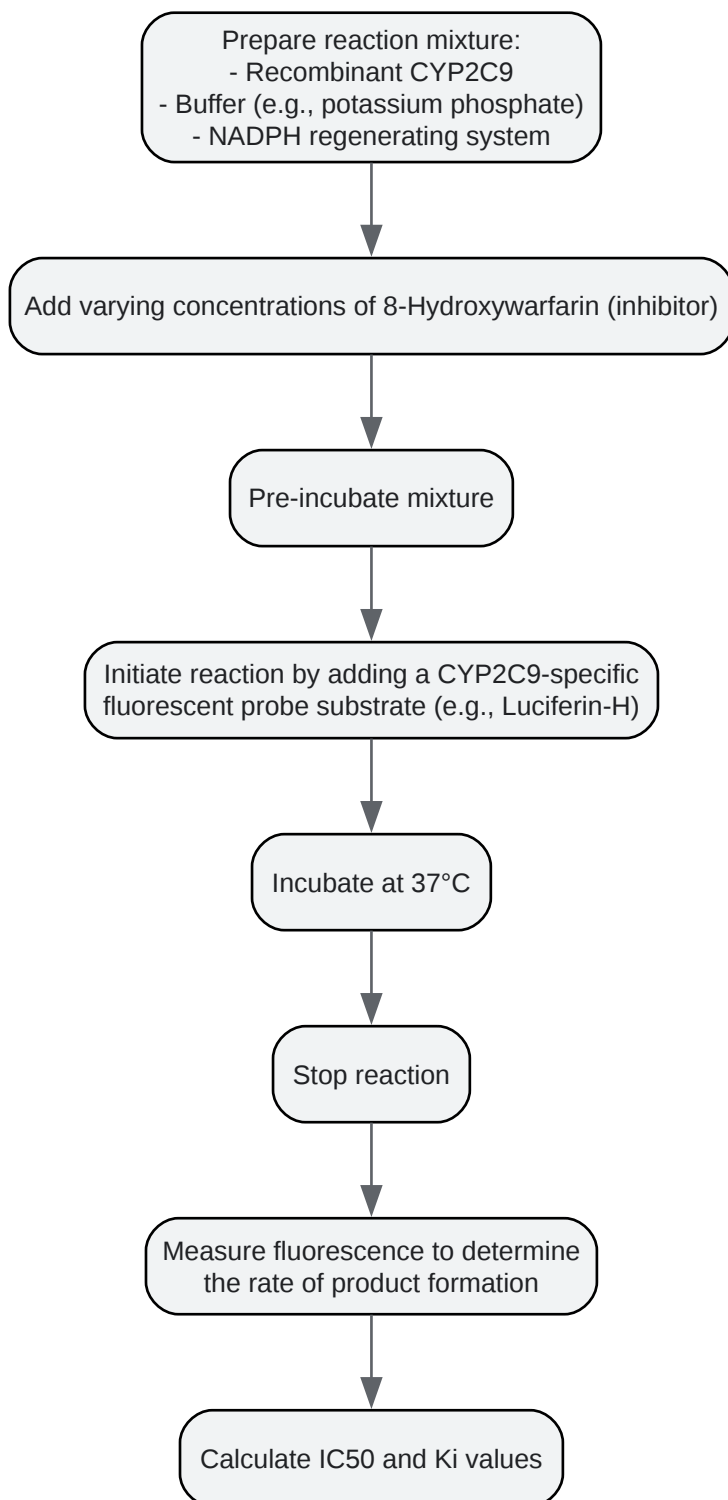 Prepare reaction mixture:
- Recombinant CYP2C9
- Buffer (e.g., potassium phosphate)
- NADPH regenerating system
Add varying concentrations of 8-Hydroxywarfarin (inhibitor)
Pre-incubate mixture
Initiate reaction by adding a CYP2C9-specific
fluorescent probe substrate (e.g., Luciferin-H)
Incubate at 37°C
Stop reaction
Measure fluorescence to determine
the rate of product formation
Calculate IC50 and Ki values